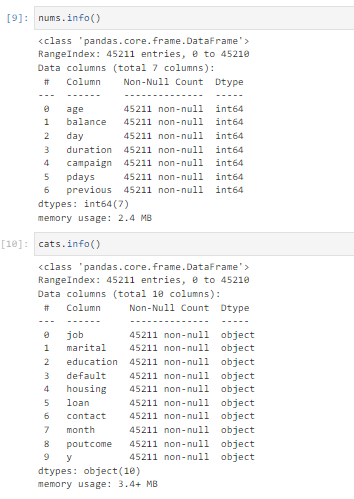 [9]: nums.info()
<class 'pandas.core.frame.DataFrame'>
RangeIndex: 45211 entries, 0 to 45210
Data columns (total 7 columns):
# Column Non-Null Count Dtype
--- ------ -------------- -----
0 age 45211 non-null int64
1 balance 45211 non-null int64
2 day 45211 non-null int64
3 duration 45211 non-null int64
4 campaign 45211 non-null int64
5 pdays 45211 non-null int64
6 previous 45211 non-null int64
dtypes: int64(7)
memory usage: 2.4 MB
[10]: cats.info()
<class 'pandas.core.frame.DataFrame'>
RangeIndex: 45211 entries, 0 to 45210
Data columns (total 10 columns):
# Column Non-Null Count Dtype
--- ------ -------------- -----
0 job 45211 non-null object
1 marital 45211 non-null object
2 education 45211 non-null object
3 default 45211 non-null object
4 housing 45211 non-null object
5 loan 45211 non-null object
6 contact 45211 non-null object
7 month 45211 non-null object
8 poutcome 45211 non-null object
9 y 45211 non-null object
dtypes: object(10)
memory usage: 3.4+ MB